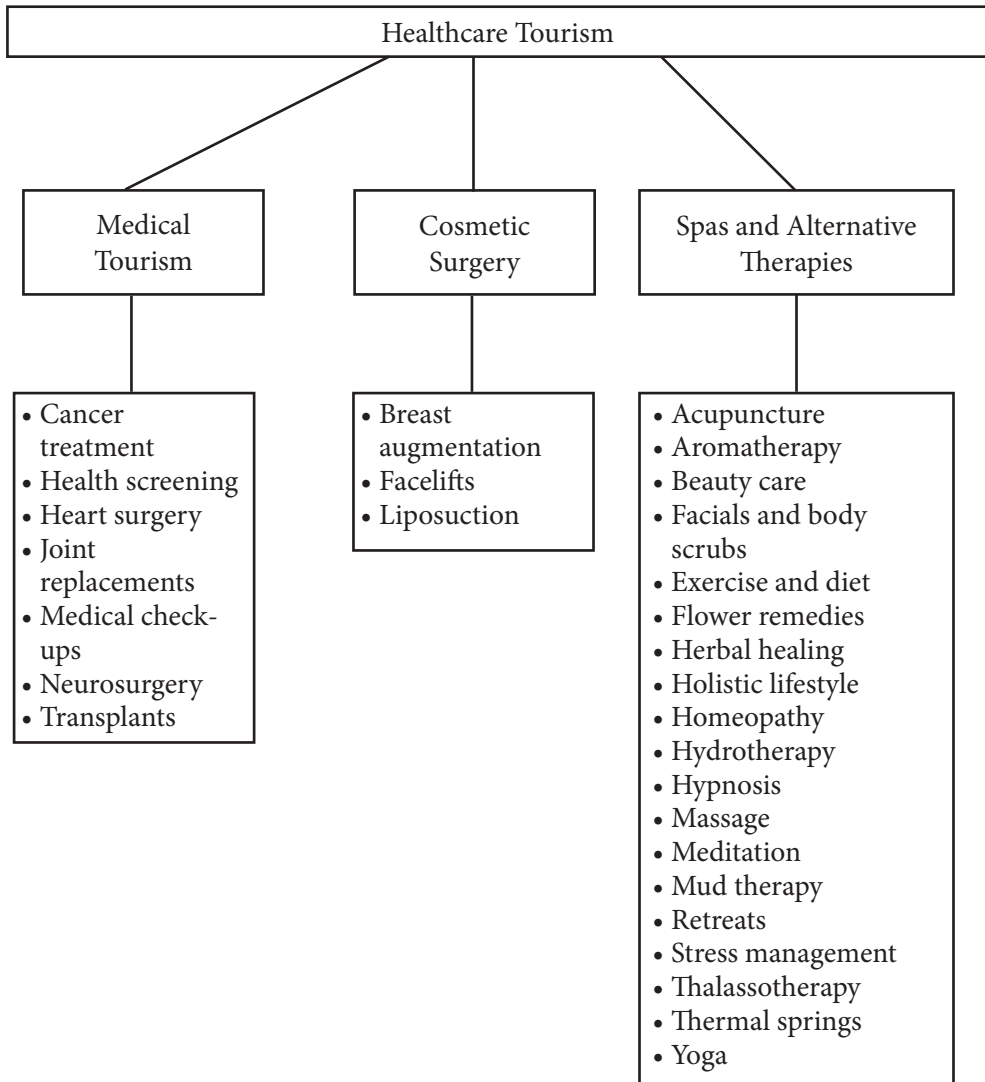 Healthcare Tourism
Medical
Tourism
Cosmetic
Surgery
Spas and Alternative
Therapies
• Cancer
treatment
• Health screening
• Heart surgery
• Joint
replacements
• Medical check-
ups
• Neurosurgery
• Transplants
• Breast
augmentation
• Facelifts
• Liposuction
• Acupuncture
• Aromatherapy
• Beauty care
• Facials and body
scrubs
• Exercise and diet
• Flower remedies
• Herbal healing
• Holistic lifestyle
• Homeopathy
• Hydrotherapy
• Hypnosis
• Massage
• Meditation
• Mud therapy
• Retreats
• Stress management
• Thalassotherapy
• Thermal springs
• Yoga